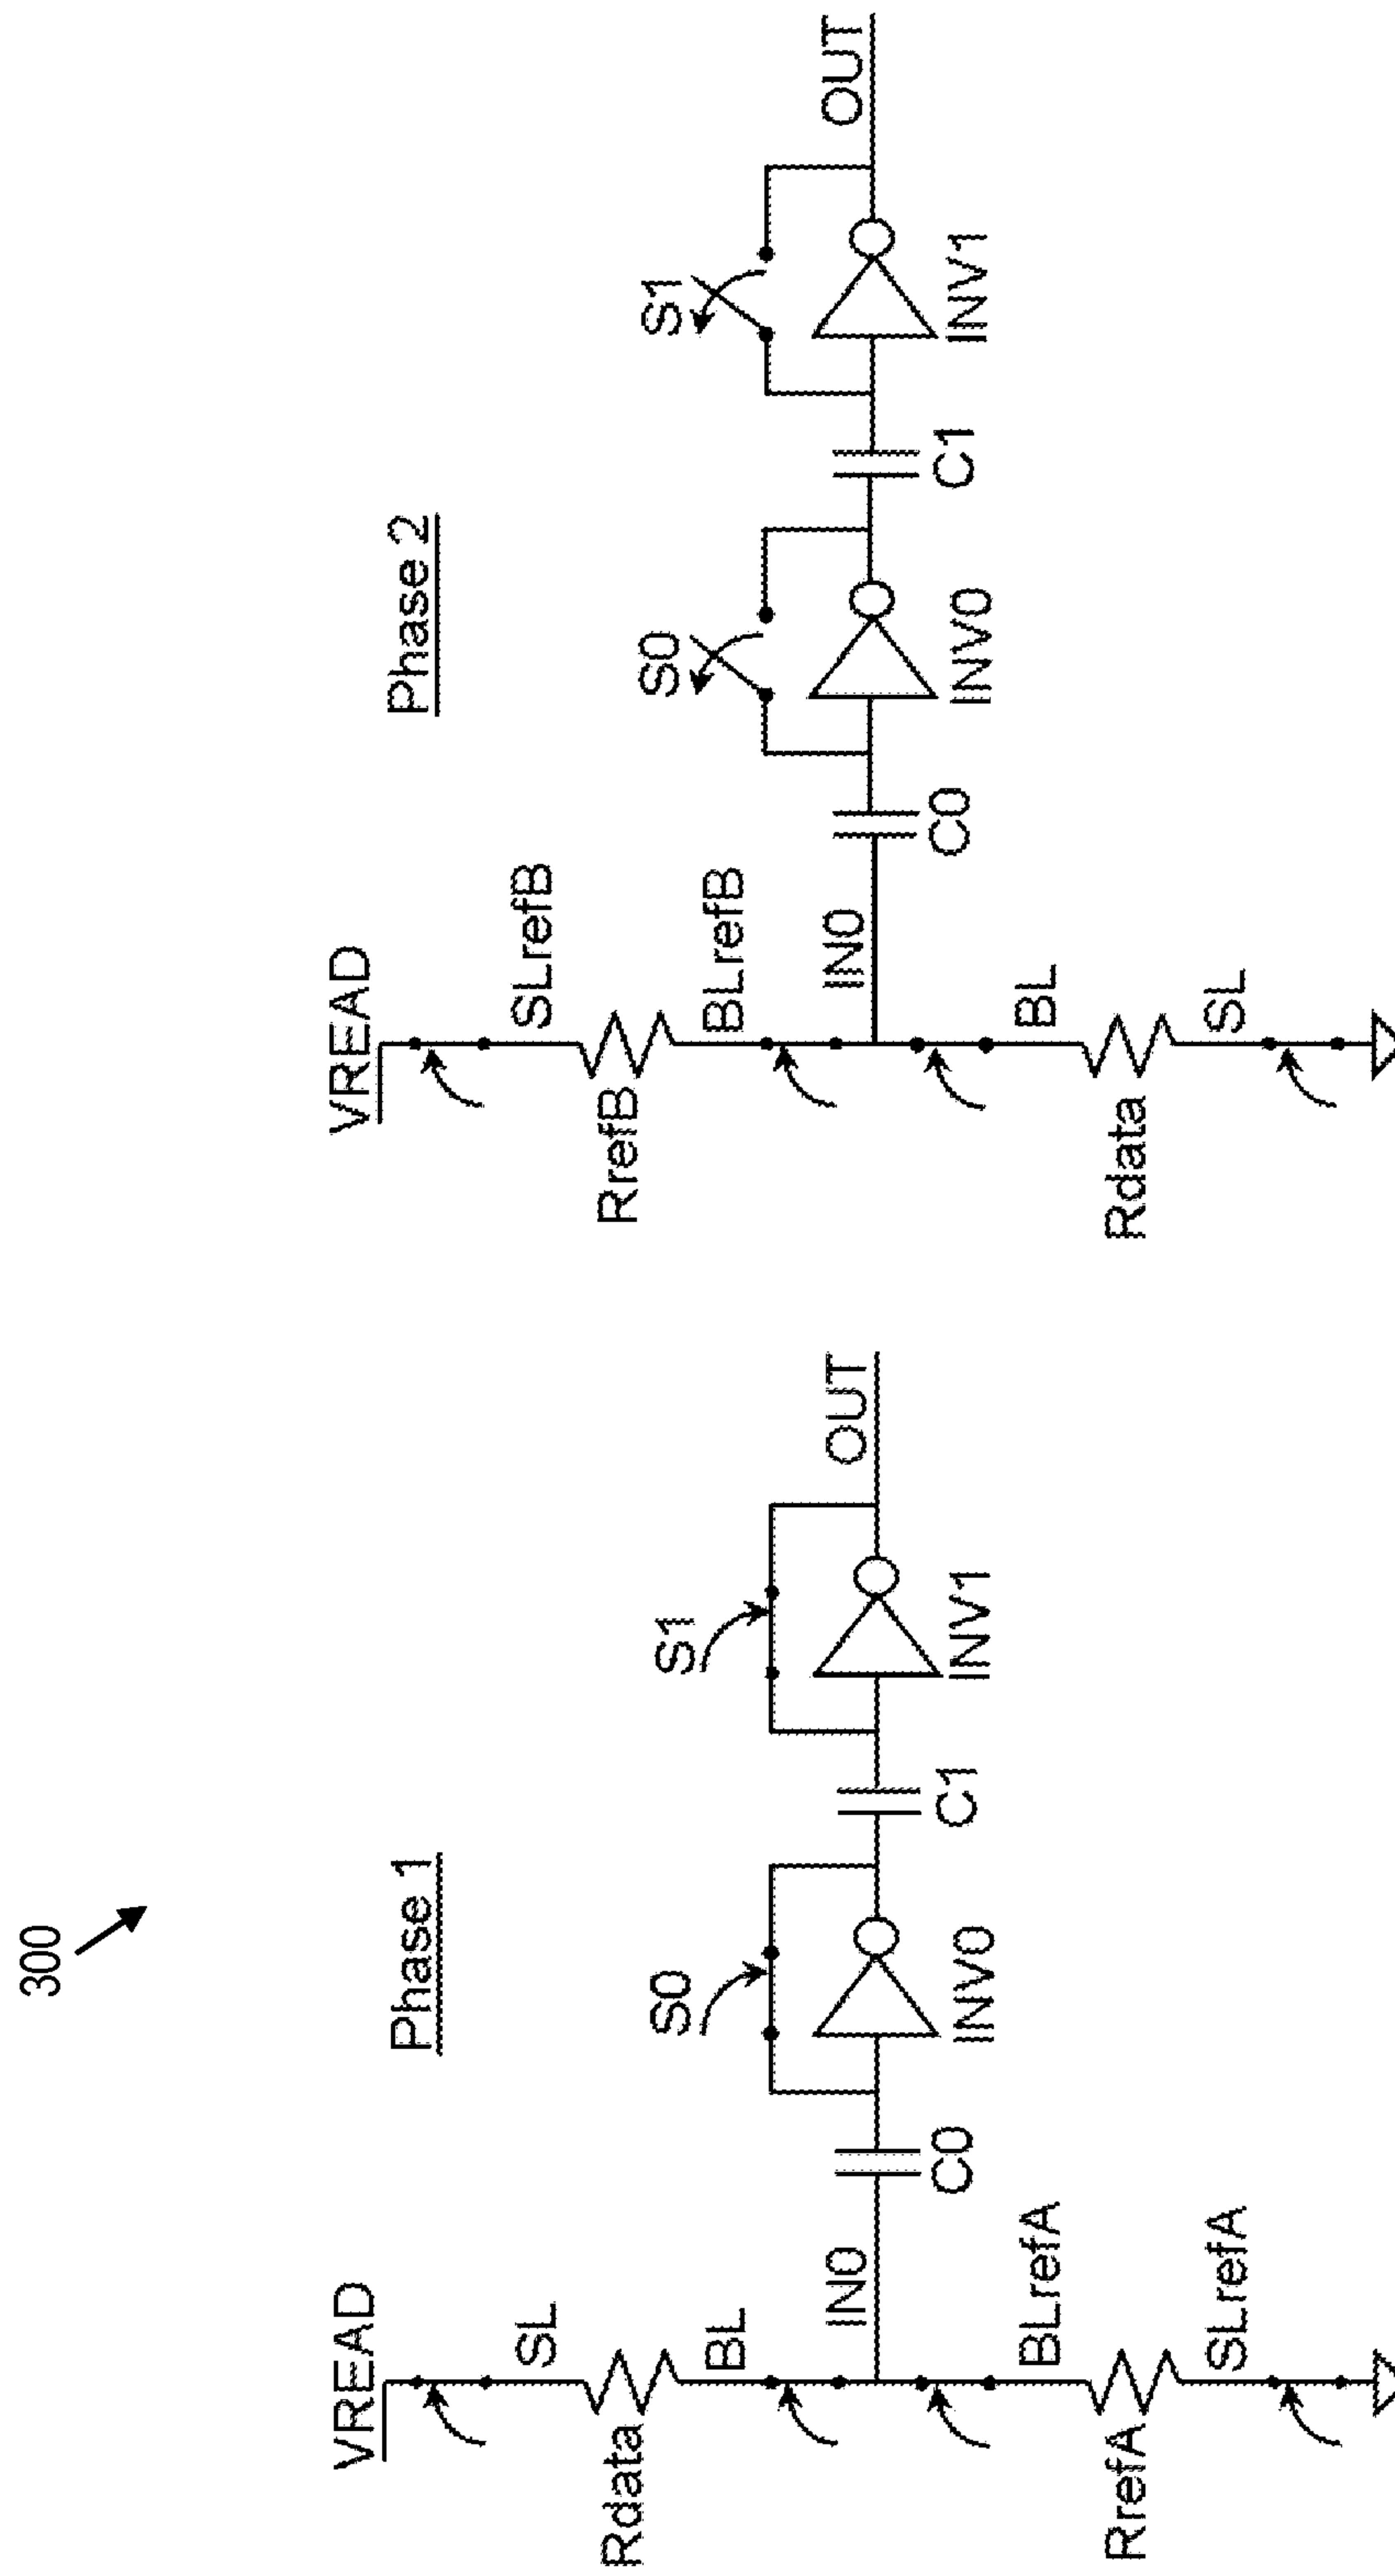 300
Phase 1
VREAD
SL
Rdata
BL
S0
S1
IN0
OUT
C0
INV0
C1
INV1
BLrefA
RrefA
SLrefA
Phase 2
VREAD
SLrefB
RrefB
BLrefB
S0
S1
IN0
OUT
C0
INV0
C1
INV1
BL
Rdata
SL